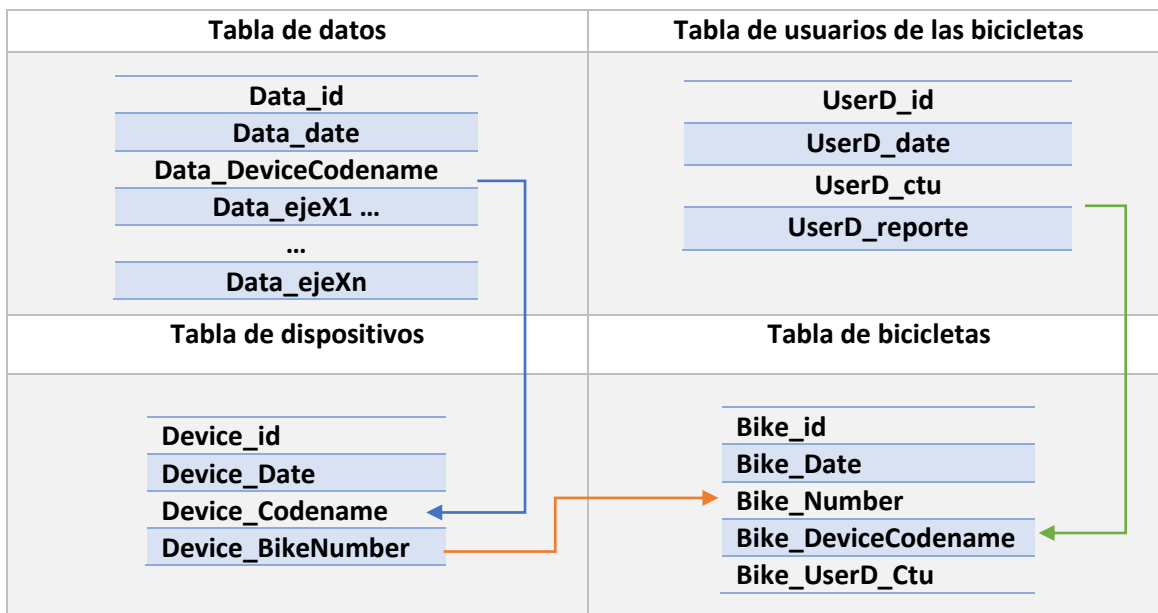 Tabla de datos
Tabla de usuarios de las bicicletas
Data_id
Data_date
Data_DeviceCodename
Data_ejeX1 ...
...
Data_ejeXn
UserD_id
UserD_date
UserD_ctu
UserD_reporte
Tabla de dispositivos
Tabla de bicicletas
Device_id
Device_Date
Device_Codename
Device_BikeNumber
Bike_id
Bike_Date
Bike_Number
Bike_DeviceCodename
Bike_UserD_Ctu